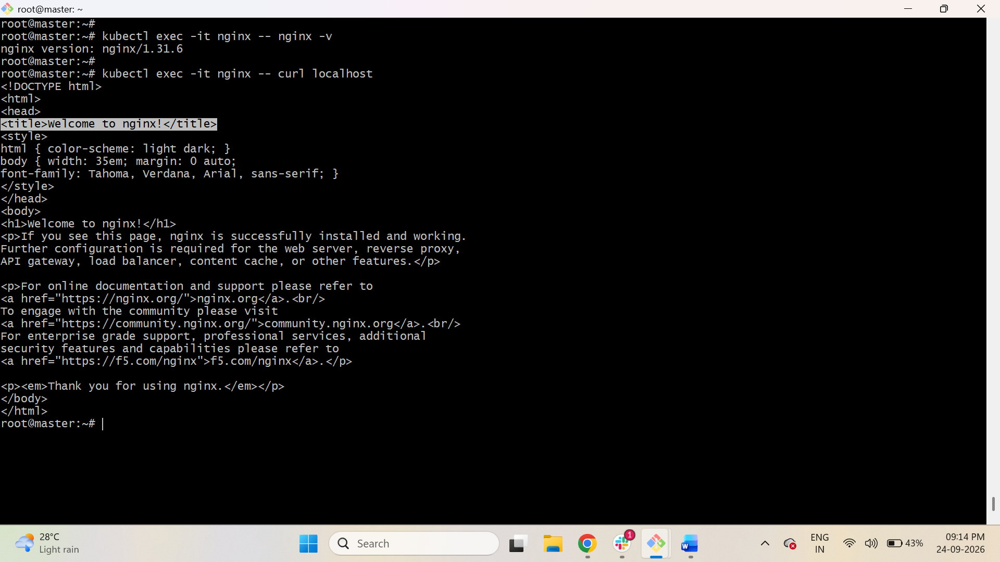 root@master: ~
root@master:~#
root@master:~# kubectl exec -it nginx -- nginx -v
nginx version: nginx/1.31.6
root@master:~#
root@master:~# kubectl exec -it nginx -- curl localhost
<!DOCTYPE html>
<html>
<head>
<title>Welcome to nginx!</title>
<style>
html { color-scheme: light dark; }
body { width: 35em; margin: 0 auto;
font-family: Tahoma, Verdana, Arial, sans-serif; }
</style>
</head>
<body>
<h1>Welcome to nginx!</h1>
<p>If you see this page, nginx is successfully installed and working.
Further configuration is required for the web server, reverse proxy,
API gateway, load balancer, content cache, or other features.</p>

<p>For online documentation and support please refer to
<a href="https://nginx.org/">nginx.org</a>.<br/>
To engage with the community please visit
<a href="https://community.nginx.org/">community.nginx.org</a>.<br/>
For enterprise grade support, professional services, additional
security features and capabilities please refer to
<a href="https://f5.com/nginx">f5.com/nginx</a>.</p>

<p><em>Thank you for using nginx.</em></p>
</body>
</html>
root@master:~#
28°C
Light rain
Search
1
W
ENG
IN
43%
09:14 PM
24-09-2026